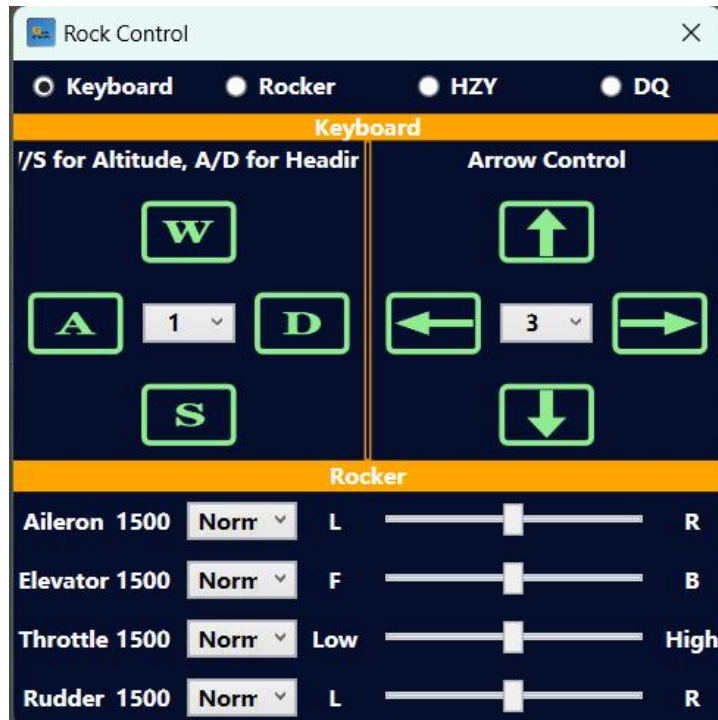 Rock Control
Keyboard Rocker HZY DQ
Keyboard
/S for Altitude, A/D for Headin
Arrow Control
W
A 1 D
S
3
Rocker
Aileron 1500 Norm L R
Elevator 1500 Norm F B
Throttle 1500 Norm Low High
Rudder 1500 Norm L R